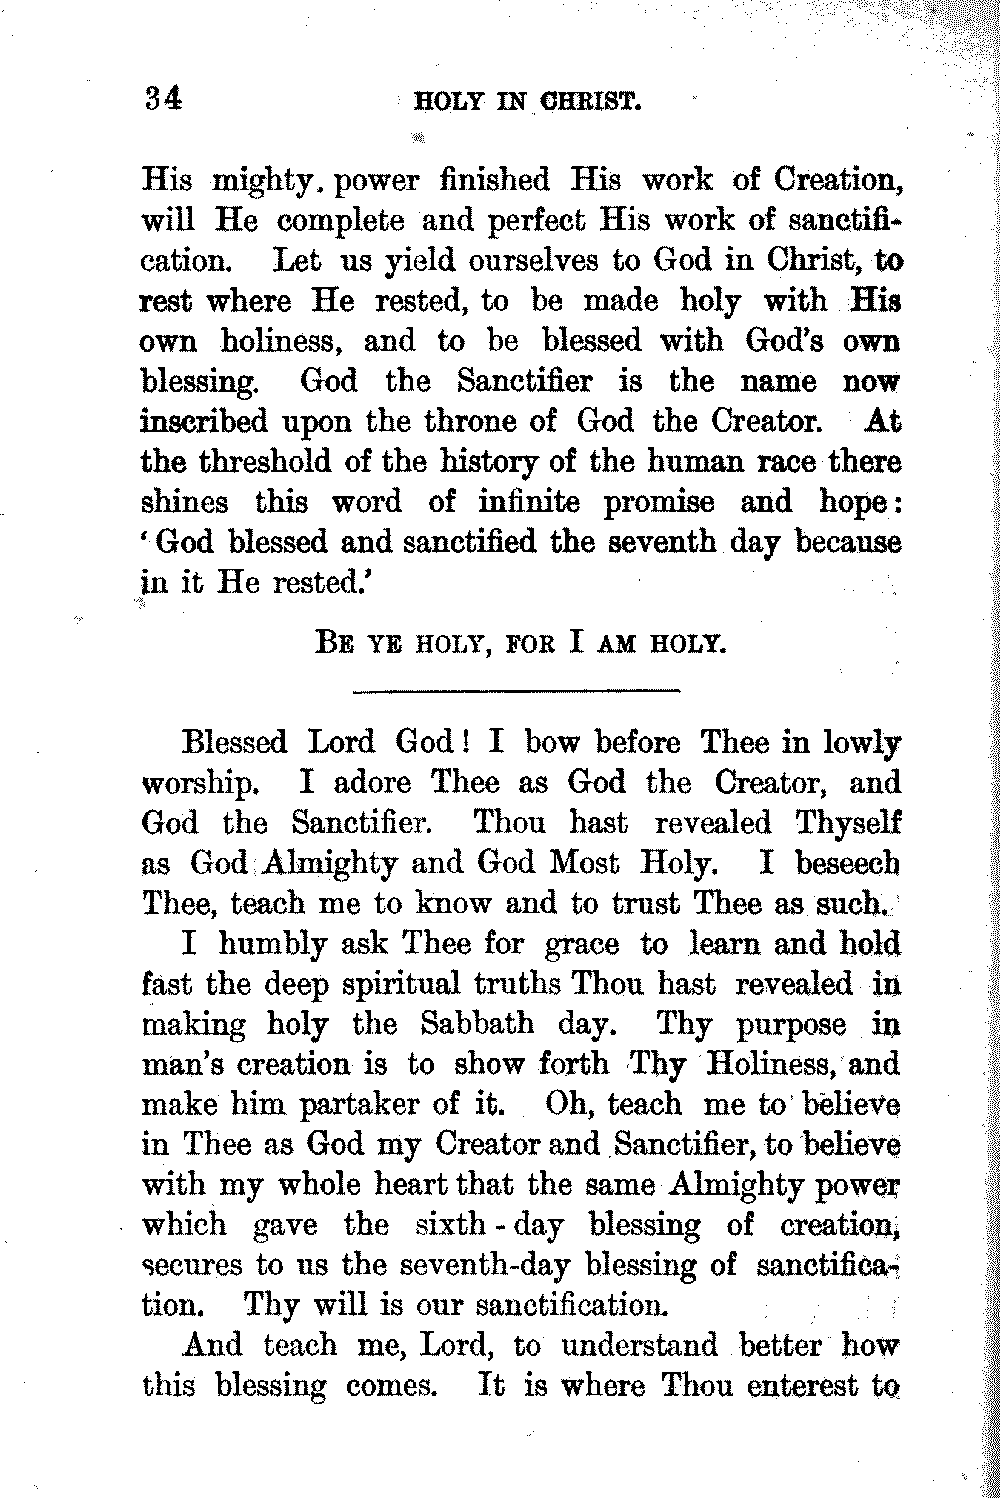 34 HOLY IN CHRIST.
His mighty. power finished His work of Creation,
will He complete and perfect His work of sanctifi-
cation. Let us yield ourselves to God in Christ, to
rest where He rested, to be made holy with His
own holiness, and to be blessed with God's own
blessing. God the Sanctifier is the name now
inscribed upon the throne of God the Creator. At
the threshold of the history of the human race there
shines this word of infinite promise and hope:
'God blessed and sanctified the seventh day because
in it He rested.'
BE YE HOLY, FOR I AM HOLY.
Blessed Lord God! I bow before Thee in lowly
worship. I adore Thee as God the Creator, and
God the Sanctifier. Thou hast revealed Thyself
as God Almighty and God Most Holy. I beseech
Thee, teach me to know and to trust Thee as such.
I humbly ask Thee for grace to learn and hold
fast the deep spiritual truths Thou hast revealed in
making holy the Sabbath day. Thy purpose in
man's creation is to show forth Thy Holiness, and
make him partaker of it. Oh, teach me to believe
in Thee as God my Creator and Sanctifier, to believe
with my whole heart that the same Almighty power
which gave the sixth-day blessing of creation,
secures to us the seventh-day blessing of sanctifica-
tion. Thy will is our sanctification.
And teach me, Lord, to understand better how
this blessing comes. It is where Thou enterest to